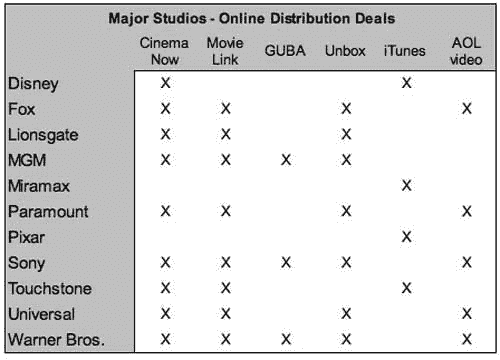 Major Studios - Online Distribution Deals
Cinema Now Movie Link GUBA Unbox iTunes AOL video
Disney X X
Fox X X X X
Lionsgate X X X
MGM X X X X
Miramax X
Paramount X X X X
Pixar X
Sony X X X X X
Touchstone X X X
Universal X X X X
Warner Bros. X X X X X